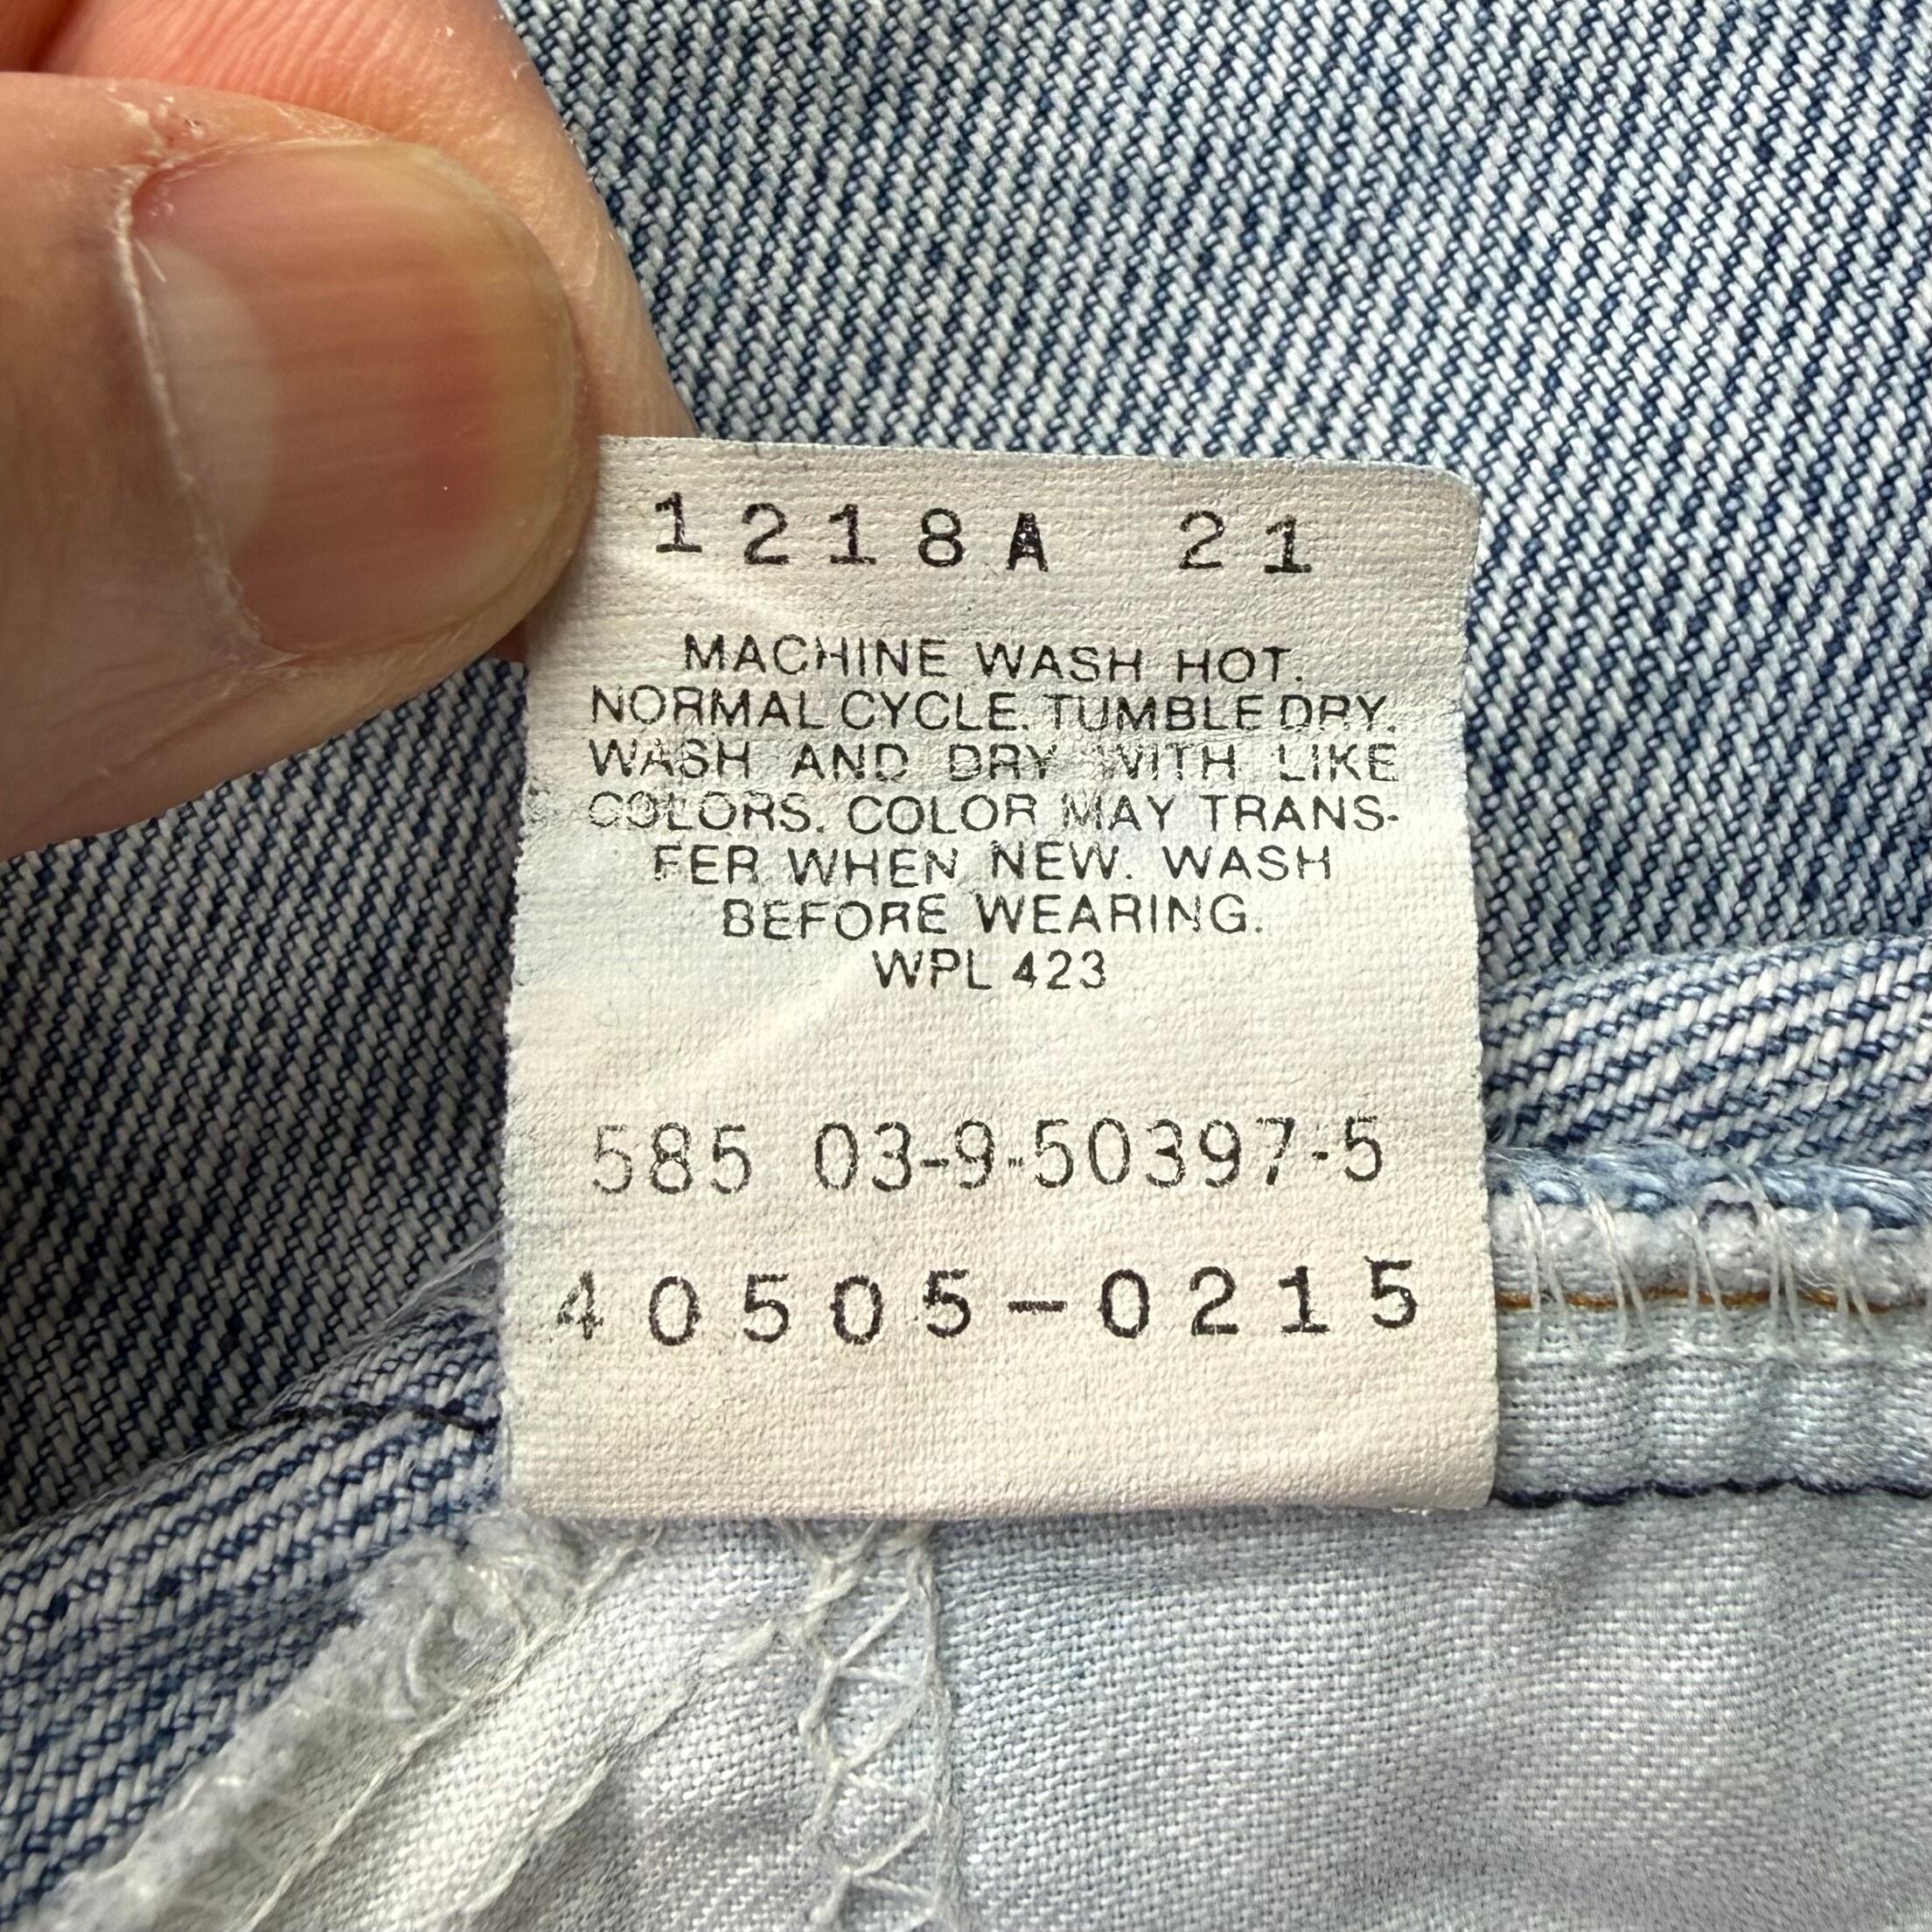 1218A 21
MACHINE WASH HOT.
NORMAL CYCLE. TUMBLE DRY.
WASH AND DRY WITH LIKE
COLORS. COLOR MAY TRANS-
FER WHEN NEW. WASH
BEFORE WEARING.
WPL 423
585 03-9-50397-5
40505-0215